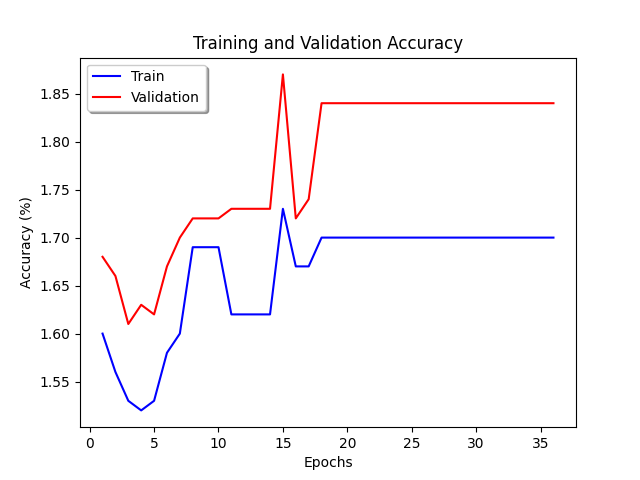 Training and Validation Accuracy
Train
Validation
Accuracy (%)
1.85
1.80
1.75
1.70
1.65
1.60
1.55
0 5 10 15 20 25 30 35
Epochs